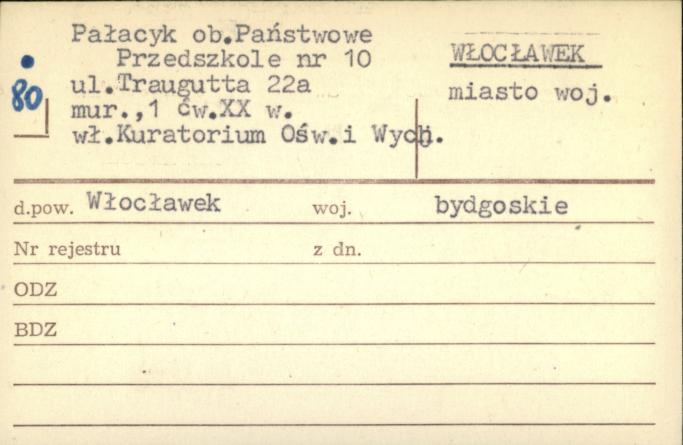 Pałacyk ob.Państwowe
Przedszkole nr 10
ul.Traugutta 22a
mur.,1 ćw.XX w.
wł.Kuratorium Ośw.i Wych.
80
WŁOCŁAWEK
miasto woj.
d.pow. Włocławek woj. bydgoskie
Nr rejestru z dn.
ODZ
BDZ